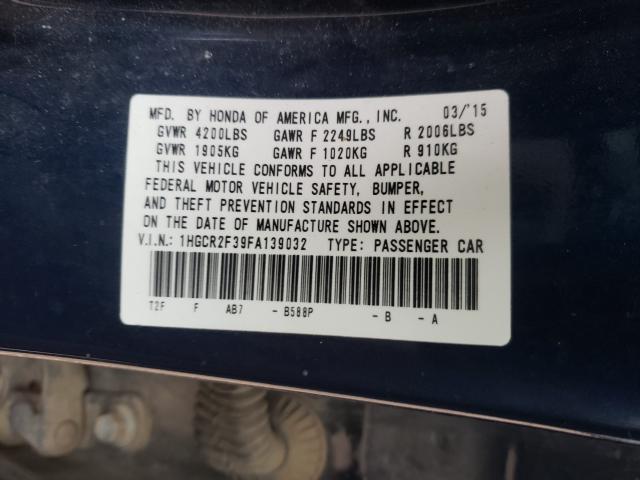 MFD. BY HONDA OF AMERICA MFG., INC. 03/'15
GVWR 4200LBS GAWR F 2249LBS R 2006LBS
GVWR 1905KG GAWR F 1020KG R 910KG
THIS VEHICLE CONFORMS TO ALL APPLICABLE
FEDERAL MOTOR VEHICLE SAFETY, BUMPER,
AND THEFT PREVENTION STANDARDS IN EFFECT
ON THE DATE OF MANUFACTURE SHOWN ABOVE.
V.I.N.: 1HGCR2F39FA139032 TYPE: PASSENGER CAR
T2F F AB7 - B588P - B - A